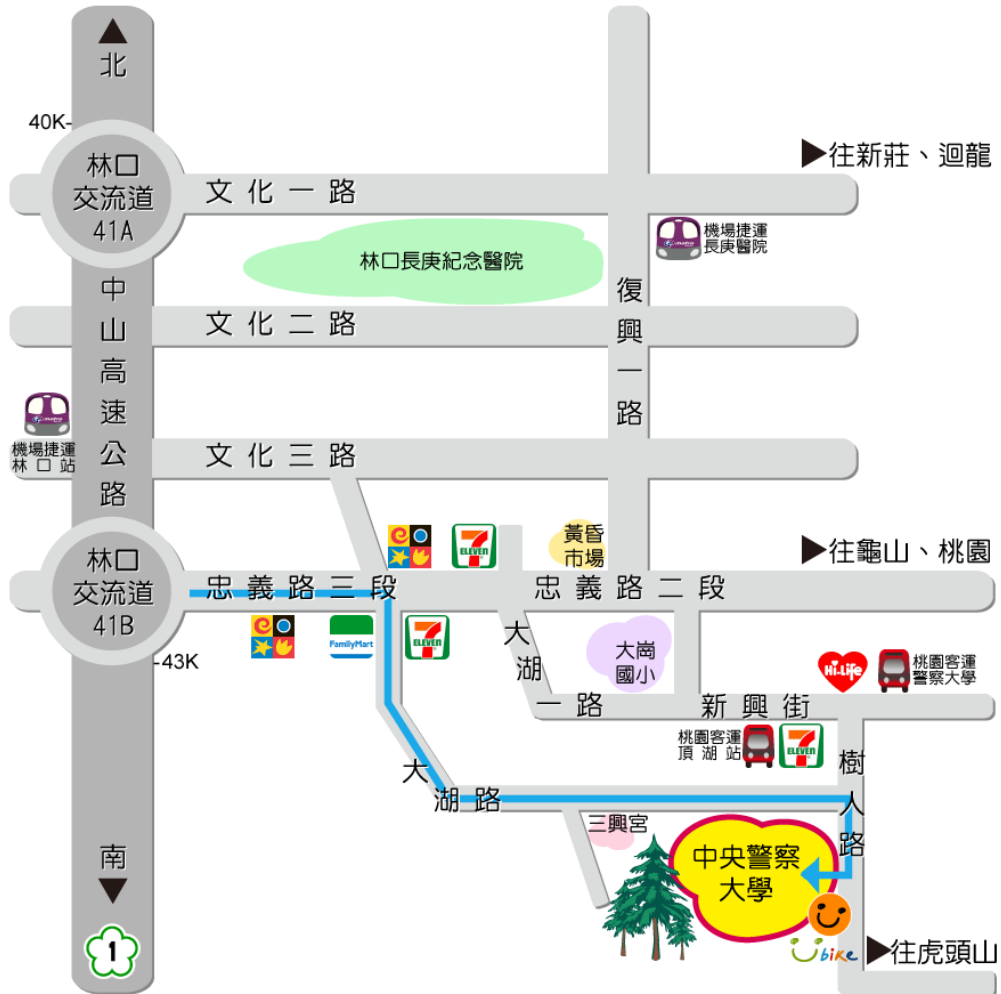 北
40K-
林口
交流道
41A
文化一路
往新莊、迴龍
機場捷運
長庚醫院
林口長庚紀念醫院
復興一路
中山高速公路
文化二路
機場捷運
林口站
文化三路
黃昏
市場
ELEVEN
往龜山、桃園
林口
交流道
41B
忠義路三段
忠義路二段
FamilyMart
ELEVEN
-43K
大湖一路
大崗
國小
Hi-Life
桃園客運
警察大學
新興街
桃園客運
頂湖站
ELEVEN
樹人路
大湖路
三興宮
中央警察
大學
南
1
Ubike
往虎頭山